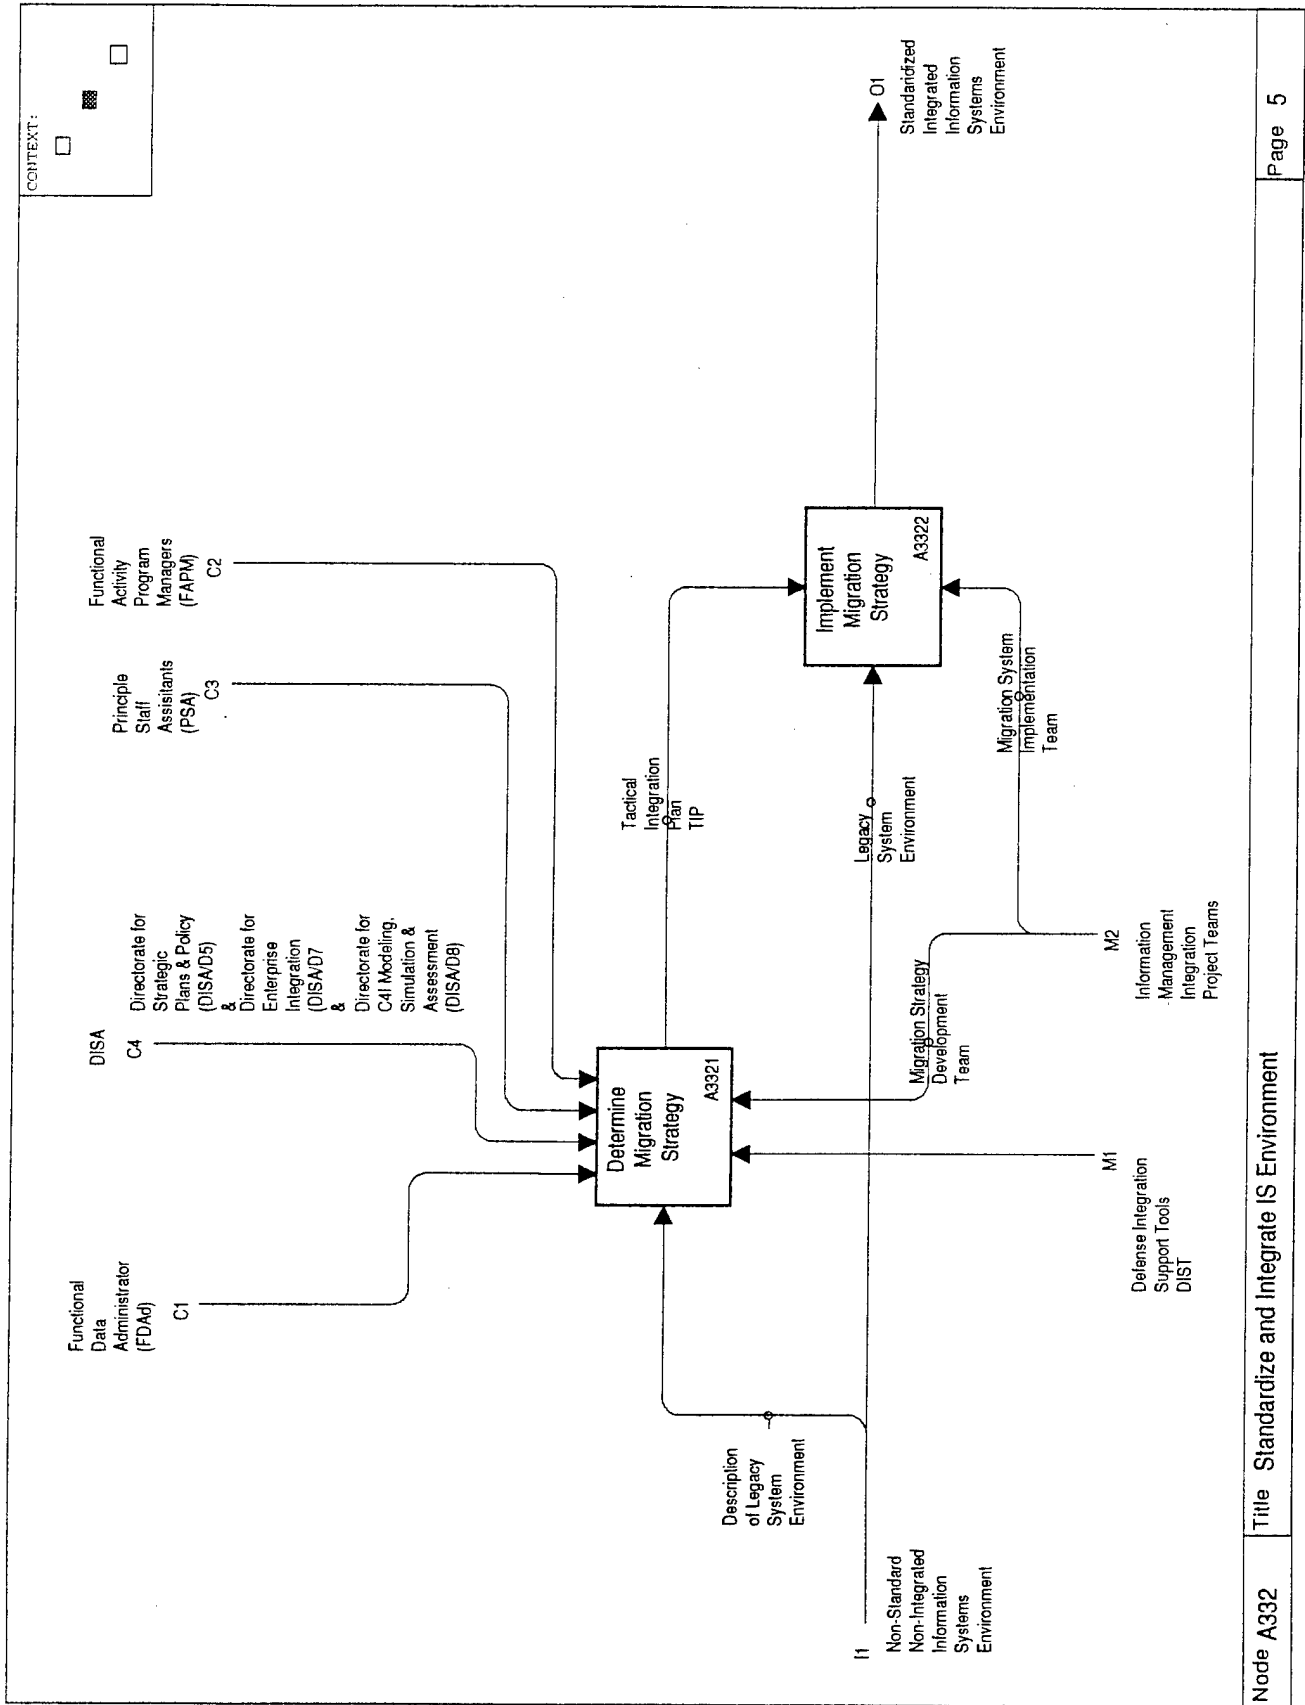 CONTEXT:
Functional
Data
Administrator
(FDAd)
C1
DISA
C4
Directorate for
Strategic
Plans & Policy
(DISA/D5)
&
Directorate for
Enterprise
Integration
(DISA/D7
&
Directorate for
C4I Modeling,
Simulation &
Assessment
(DISA/D8)
Principle
Staff
Assisitants
(PSA)
C3
Functional
Activity
Program
Managers
(FAPM)
C2
Determine
Migration
Strategy
A3321
Tactical
Integration
Plan
TIP
Implement
Migration
Strategy
A3322
O1
Standaridized
Integrated
Information
Systems
Environment
Description
of Legacy
System
Environment
Legacy
System
Environment
Migration Strategy
Development
Team
Migration System
Implementation
Team
I1
Non-Standard
Non-Integrated
Information
Systems
Environment
M1
Defense Integration
Support Tools
DIST
M2
Information
Management
Integration
Project Teams
Node A332
Title Standardize and Integrate IS Environment
Page 5